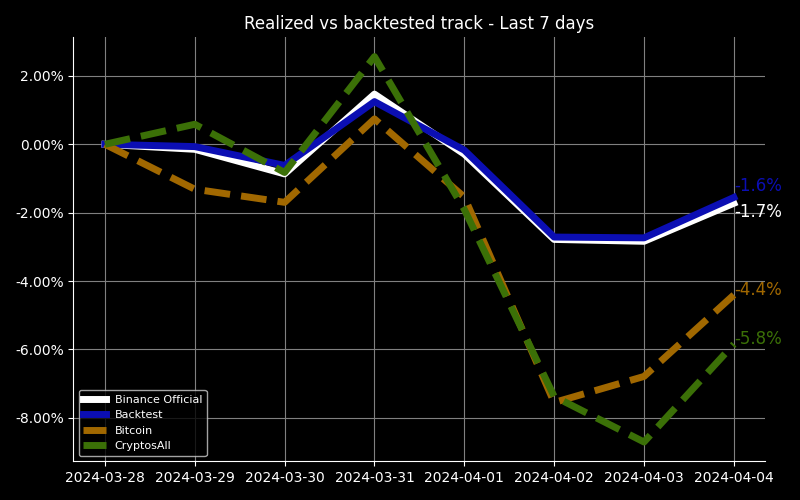 Realized vs backtested track - Last 7 days
2.00%
0.00%
-2.00%
-4.00%
-6.00%
-8.00%
-1.6%
-1.7%
-4.4%
-5.8%
Binance Official
Backtest
Bitcoin
CryptosAll
2024-03-28 2024-03-29 2024-03-30 2024-03-31 2024-04-01 2024-04-02 2024-04-03 2024-04-04